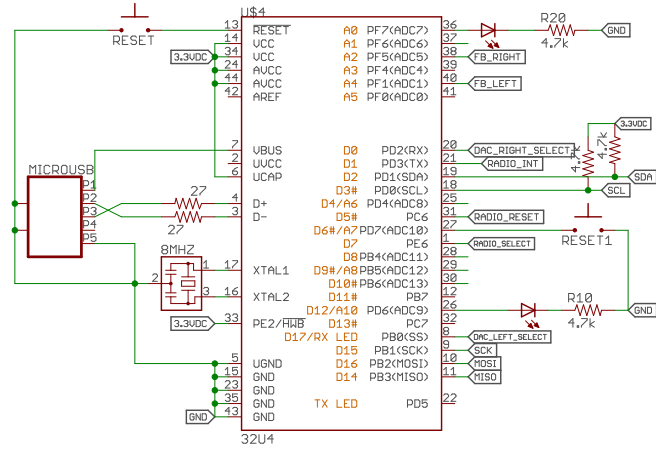 U$4
RESET
3.3VDC
13 RESET A0 PF7(ADC7) 36
14 VCC A1 PF6(ADC6) 37
34 VCC A2 PF5(ADC5) 38
24 AVCC A3 PF4(ADC4) 39
44 AVCC A4 PF1(ADC1) 40
42 AREF A5 PF0(ADC0) 41
R20
4.7k
GND
FB_RIGHT
FB_LEFT
3.3VDC
4.7k
4.7k
7 VBUS D0 PD2(RX) 20 DAC_RIGHT_SELECT
2 UVCC D1 PD3(TX) 21 RADIO_INT
6 UCAP D2 PD1(SDA) 19 SDA
D3# PD0(SCL) 18 SCL
MICROUSB
P1
P2
P3
P4
P5
27
27
4 D+ D4/A6 PD4(ADC8) 25
3 D- D5# PC6 31 RADIO_RESET
D6#/A7 PD7(ADC10) 27
D7 PE6 1 RADIO_SELECT
RESET1
8MHZ
1
2
3
D8 PB4(ADC11) 28
17 XTAL1 D9#/A8 PB5(ADC12) 29
D10# PB6(ADC13) 30
16 XTAL2 D11# PB7 12
D12/A10 PD6(ADC9) 26
R10
4.7k
GND
3.3VDC
33 PE2/HWB D13# PC7 32
D17/RX LED PB0(SS) 8 DAC_LEFT_SELECT
D15 PB1(SCK) 9 SCK
5 UGND D16 PB2(MOSI) 10 MOSI
15 GND D14 PB3(MISO) 11 MISO
23 GND
35 GND TX LED PD5 22
GND
43 GND
32U4